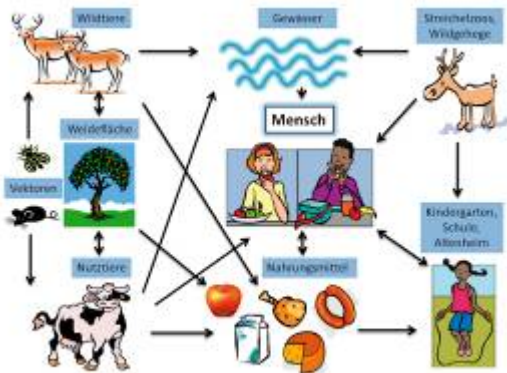 Wildtiere
Gewässer
Streichelzoos,
Wildgehege
Weidefläche
Mensch
Vektoren
Kindergarten,
Schule,
Altenheim
Nutztiere
Nahrungsmittel